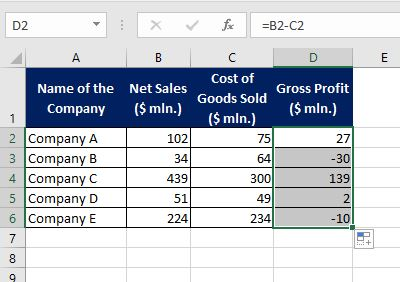 D2 fx =B2-C2
A B C D E
1 Name of the Company Net Sales ($ mln.) Cost of Goods Sold ($ mln.) Gross Profit ($ mln.)
2 Company A 102 75 27
3 Company B 34 64 -30
4 Company C 439 300 139
5 Company D 51 49 2
6 Company E 224 234 -10
7
8
9